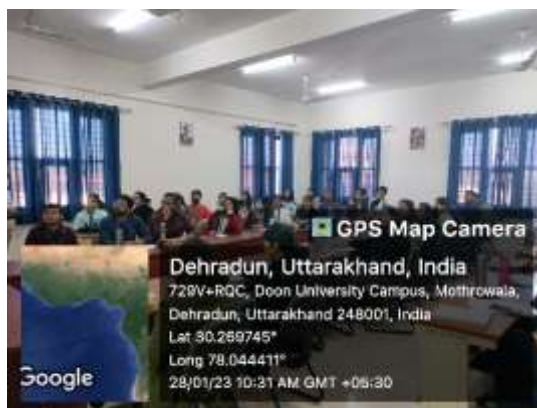 GPS Map Camera
Dehradun, Uttarakhand, India
729V+RQC, Doon University Campus, Mothrowala,
Dehradun, Uttarakhand 248001, India
Lat 30.269745°
Long 78.044411°
28/01/23 10:31 AM GMT +05:30
Google